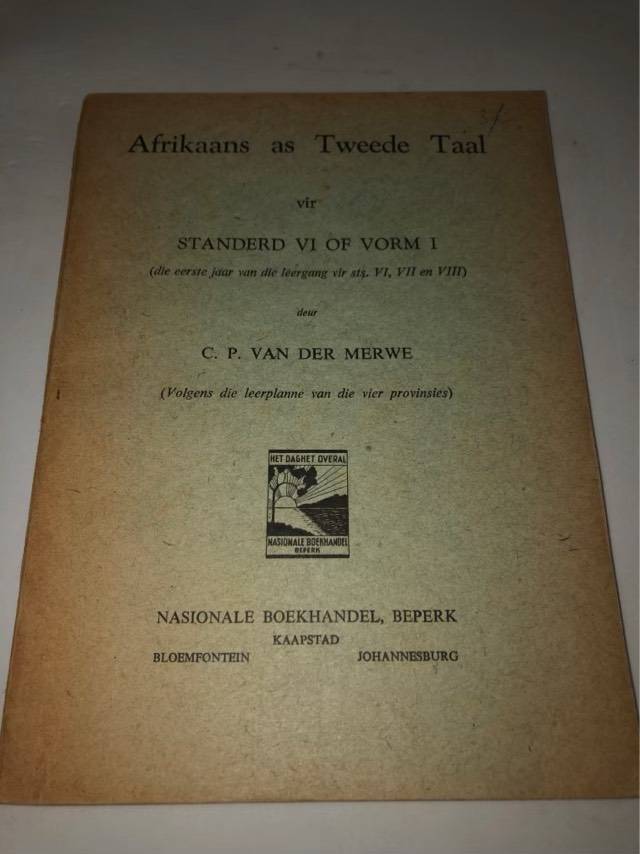 Afrikaans as Tweede Taal
vir
STANDERD VI OF VORM I
(die eerste jaar van die leergang vir sts. VI, VII en VIII)
deur
C. P. VAN DER MERWE
(Volgens die leerplanne van die vier provinsies)
HET DAGHET OVERAL
NASIONALE BOEKHANDEL
BEPERK
NASIONALE BOEKHANDEL, BEPERK
KAAPSTAD
BLOEMFONTEIN JOHANNESBURG